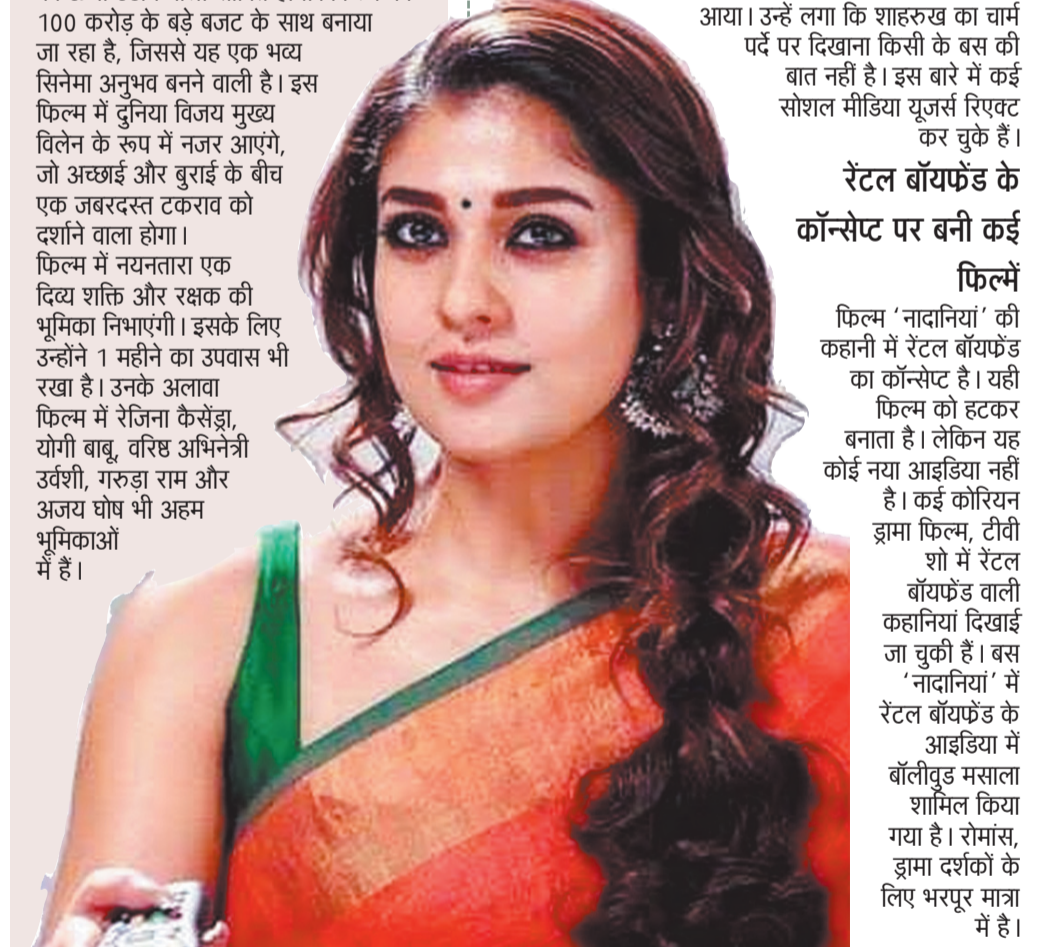 100 करोड़ के बड़े बजट के साथ बनाया
जा रहा है, जिससे यह एक भव्य
सिनेमा अनुभव बनने वाली है। इस
फिल्म में दुनिया विजय मुख्य
विलेन के रूप में नजर आएंगे,
जो अच्छाई और बुराई के बीच
एक जबरदस्त टकराव को
दर्शाने वाला होगा।
फिल्म में नयनतारा एक
दिव्य शक्ति और रक्षक की
भूमिका निभाएंगी। इसके लिए
उन्होंने 1 महीने का उपवास भी
रखा है। उनके अलावा
फिल्म में रेजिना कैसेंड्रा,
योगी बाबू, वरिष्ठ अभिनेत्री
उर्वशी, गरुड़ा राम और
अजय घोष भी अहम
भूमिकाओं
में हैं।
आया। उन्हें लगा कि शाहरुख का चार्म
पर्दे पर दिखाना किसी के बस की
बात नहीं है। इस बारे में कई
सोशल मीडिया यूजर्स रिएक्ट
कर चुके हैं।
रेंटल बॉयफ्रेंड के
कॉन्सेप्ट पर बनी कई
फिल्में
फिल्म ‘नादानियां’ की
कहानी में रेंटल बॉयफ्रेंड
का कॉन्सेप्ट है। यही
फिल्म को हटकर
बनाता है। लेकिन यह
कोई नया आइडिया नहीं
है। कई कोरियन
ड्रामा फिल्म, टीवी
शो में रेंटल
बॉयफ्रेंड वाली
कहानियां दिखाई
जा चुकी हैं। बस
‘नादानियां’ में
रेंटल बॉयफ्रेंड के
आइडिया में
बॉलीवुड मसाला
शामिल किया
गया है। रोमांस,
ड्रामा दर्शकों के
लिए भरपूर मात्रा
में है।